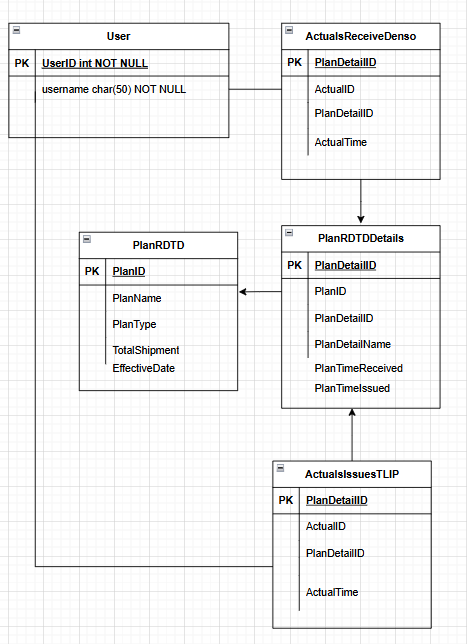 User
PK UserID int NOT NULL
username char(50) NOT NULL
ActualsReceiveDenso
PK PlanDetailID
ActualID
PlanDetailID
ActualTime
PlanRDTD
PK PlanID
PlanName
PlanType
TotalShipment
EffectiveDate
PlanRDTDDetails
PK PlanDetailID
PlanID
PlanDetailID
PlanDetailName
PlanTimeReceived
PlanTimeIssued
ActualsIssuesTLIP
PK PlanDetailID
ActualID
PlanDetailID
ActualTime